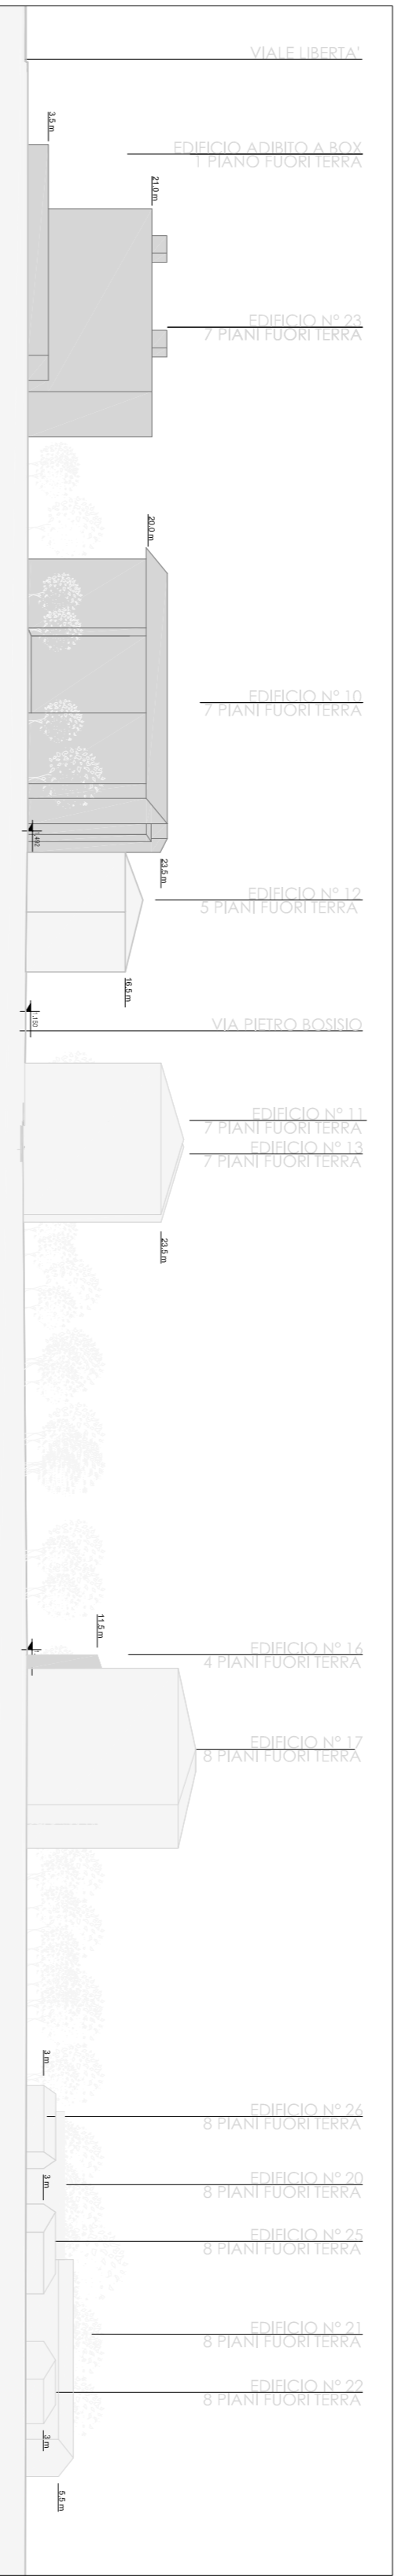 VIALE LIBERTA'
3.5 m
EDIFICIO ADIBITO A BOX
1 PIANO FUORI TERRA
21.0 m
EDIFICIO N° 23
7 PIANI FUORI TERRA
20.0 m
EDIFICIO N° 10
7 PIANI FUORI TERRA
23.5 m
EDIFICIO N° 12
5 PIANI FUORI TERRA
16.5 m
VIA PIETRO BOSISIO
EDIFICIO N° 11
7 PIANI FUORI TERRA
EDIFICIO N° 13
7 PIANI FUORI TERRA
23.5 m
11.5 m
EDIFICIO N° 16
4 PIANI FUORI TERRA
EDIFICIO N° 17
8 PIANI FUORI TERRA
3 m
EDIFICIO N° 26
8 PIANI FUORI TERRA
3 m
EDIFICIO N° 20
8 PIANI FUORI TERRA
EDIFICIO N° 25
8 PIANI FUORI TERRA
EDIFICIO N° 21
8 PIANI FUORI TERRA
EDIFICIO N° 22
8 PIANI FUORI TERRA
3 m
5.5 m